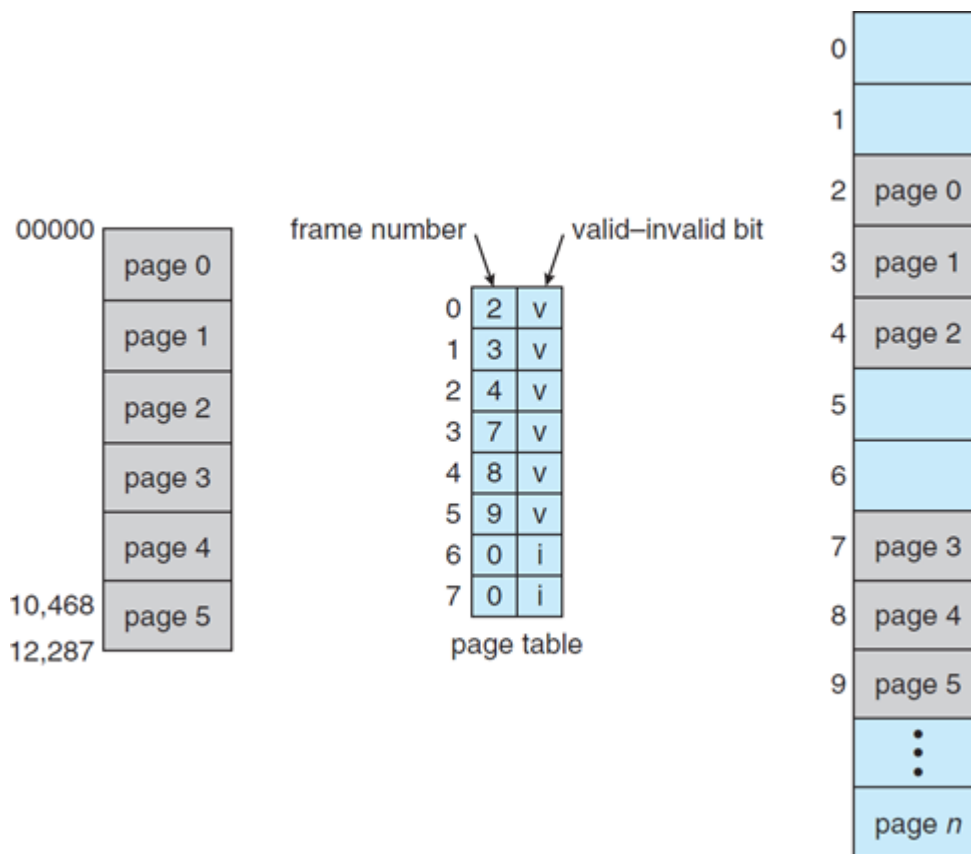 00000
page 0
page 1
page 2
page 3
page 4
10,468
page 5
12,287
frame number
valid–invalid bit
0 2 v
1 3 v
2 4 v
3 7 v
4 8 v
5 9 v
6 0 i
7 0 i
page table
0
1
2 page 0
3 page 1
4 page 2
5
6
7 page 3
8 page 4
9 page 5
page n